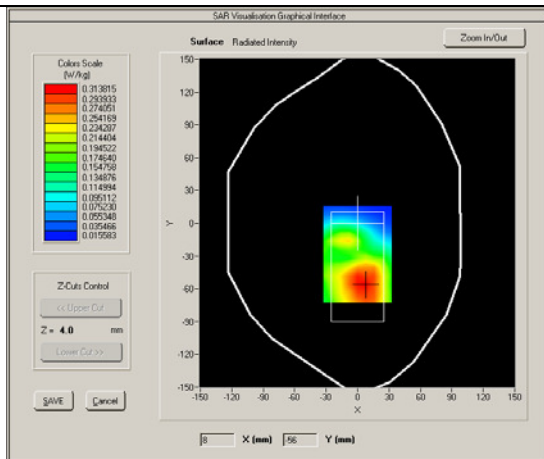 SAR Visualisation Graphical Interface
Surface Radiated Intensity
Zoom In/Out
Colors Scale
(W/kg)
0.313815
0.293933
0.274051
0.254169
0.234287
0.214404
0.194522
0.174640
0.154758
0.134876
0.114994
0.095112
0.075230
0.055348
0.035466
0.015583
Z-Cuts Control
<< Upper Cut
Z = 4.0 mm
Lower Cut >>
SAVE Cancel
150
120
90
60
30
0
-30
-60
-90
-120
-150
Y
-150 -120 -90 -60 -30 0 30 60 90 120 150
X
8 X (mm) -56 Y (mm)